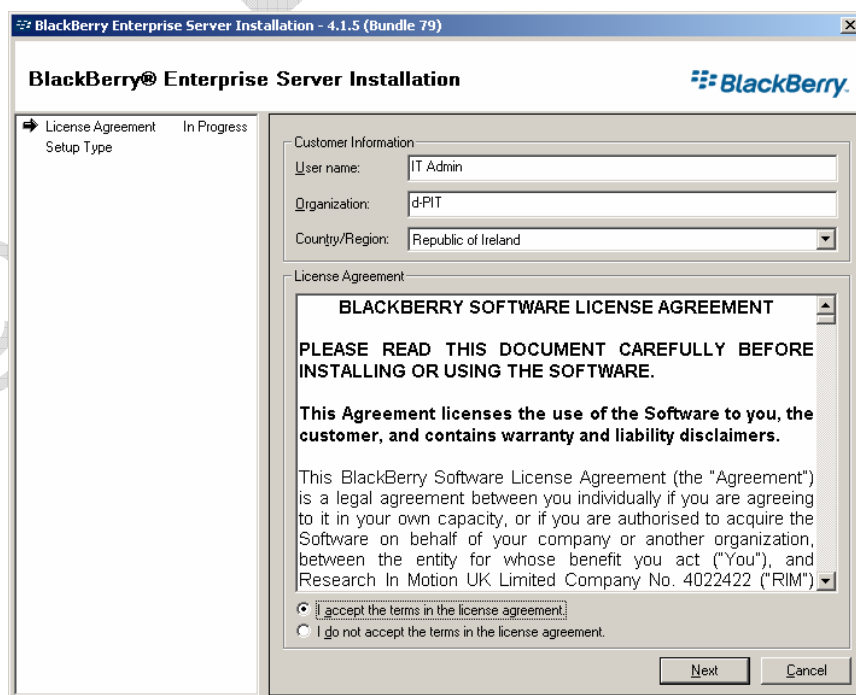 BlackBerry Enterprise Server Installation - 4.1.5 (Bundle 79)
BlackBerry® Enterprise Server Installation
BlackBerry.
License Agreement In Progress
Setup Type
Customer Information
User name: IT Admin
Organization: d-PIT
Country/Region: Republic of Ireland
License Agreement
BLACKBERRY SOFTWARE LICENSE AGREEMENT
PLEASE READ THIS DOCUMENT CAREFULLY BEFORE
INSTALLING OR USING THE SOFTWARE.
This Agreement licenses the use of the Software to you, the
customer, and contains warranty and liability disclaimers.
This BlackBerry Software License Agreement (the "Agreement")
is a legal agreement between you individually if you are agreeing
to it in your own capacity, or if you are authorised to acquire the
Software on behalf of your company or another organization,
between the entity for whose benefit you act ("You"), and
Research In Motion UK Limited Company No. 4022422 ("RIM")
I accept the terms in the license agreement.
I do not accept the terms in the license agreement.
Next
Cancel